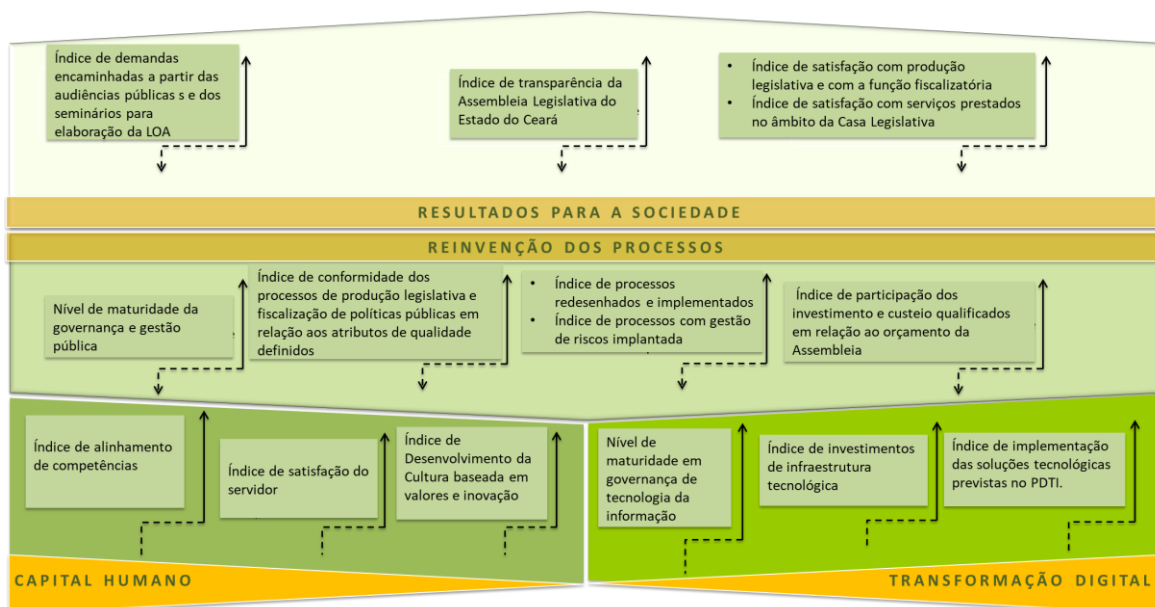 Índice de demandas
encaminhadas a partir das
audiências públicas s e dos
seminários para
elaboração da LOA
Índice de transparência da
Assembleia Legislativa do
Estado do Ceará
• Índice de satisfação com produção
legislativa e com a função fiscalizatória
• Índice de satisfação com serviços prestados
no âmbito da Casa Legislativa
RESULTADOS PARA A SOCIEDADE
REINVENÇÃO DOS PROCESSOS
Nível de maturidade da
governança e gestão
pública
Índice de conformidade dos
processos de produção legislativa e
fiscalização de políticas públicas em
relação aos atributos de qualidade
definidos
• Índice de processos
redesenhados e implementados
• Índice de processos com gestão
de riscos implantada
Índice de participação dos
investimento e custeio qualificados
em relação ao orçamento da
Assembleia
Índice de alinhamento
de competências
Índice de satisfação do
servidor
Índice de
Desenvolvimento da
Cultura baseada em
valores e inovação
Nível de
maturidade em
governança de
tecnologia da
informação
Índice de investimentos
de infraestrutura
tecnológica
Índice de implementação
das soluções tecnológicas
previstas no PDTI.
CAPITAL HUMANO
TRANSFORMAÇÃO DIGITAL